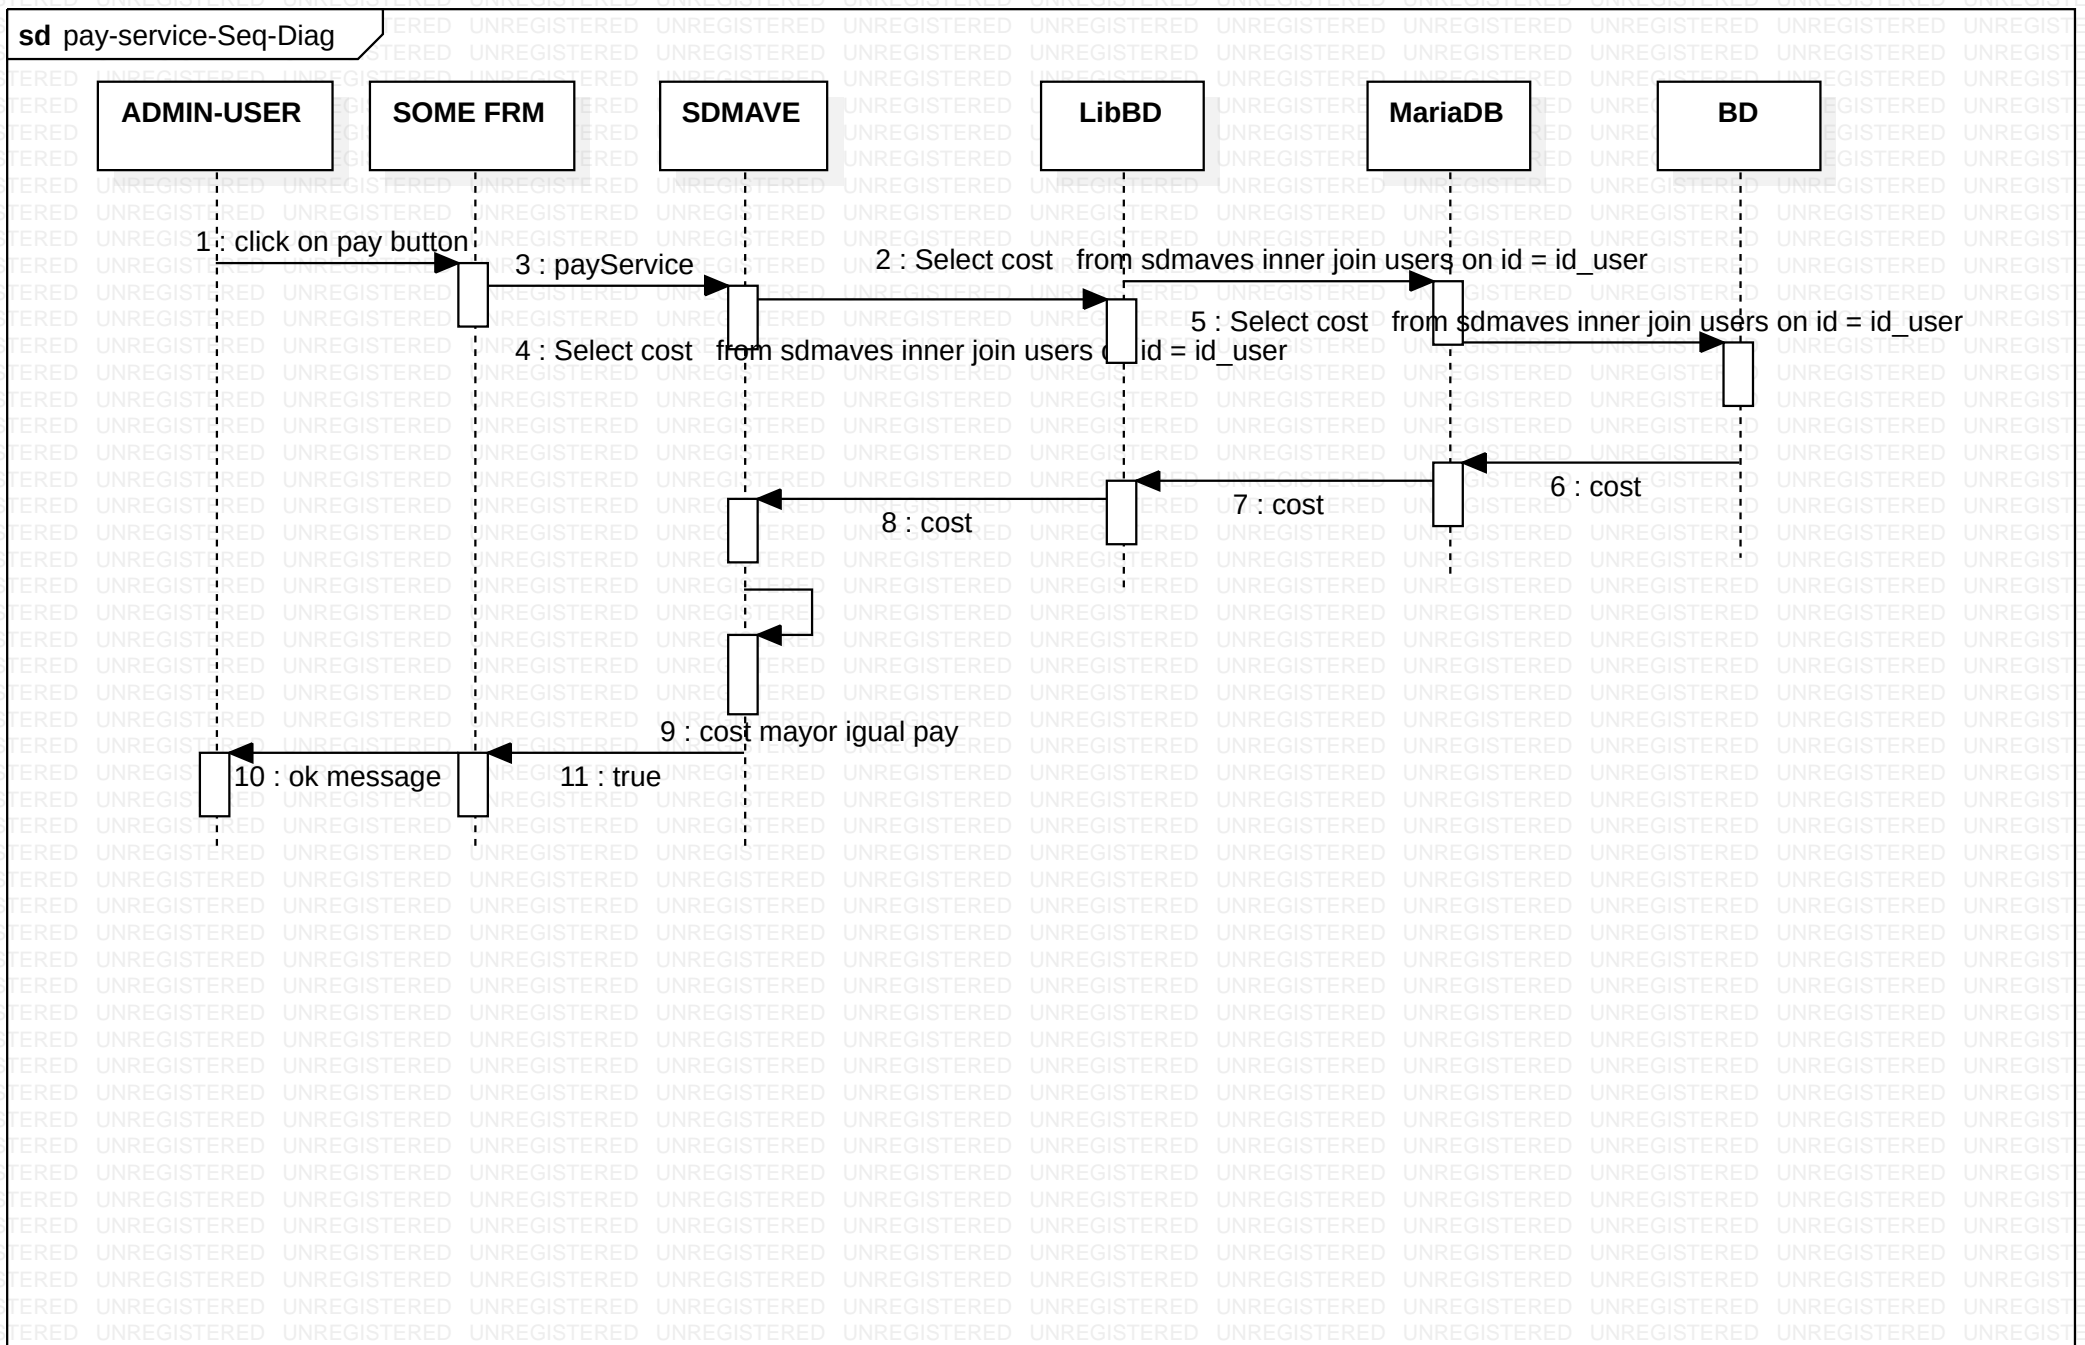 sd pay-service-Seq-Diag
ADMIN-USER
SOME FRM
SDMAVE
LibBD
MariaDB
BD
1 : click on pay button
3 : payService
2 : Select cost from sdmaves inner join users on id = id_user
5 : Select cost from sdmaves inner join users on id = id_user
4 : Select cost from sdmaves inner join users on id = id_user
6 : cost
7 : cost
8 : cost
9 : cost mayor igual pay
10 : ok message
11 : true
UNREGISTERED